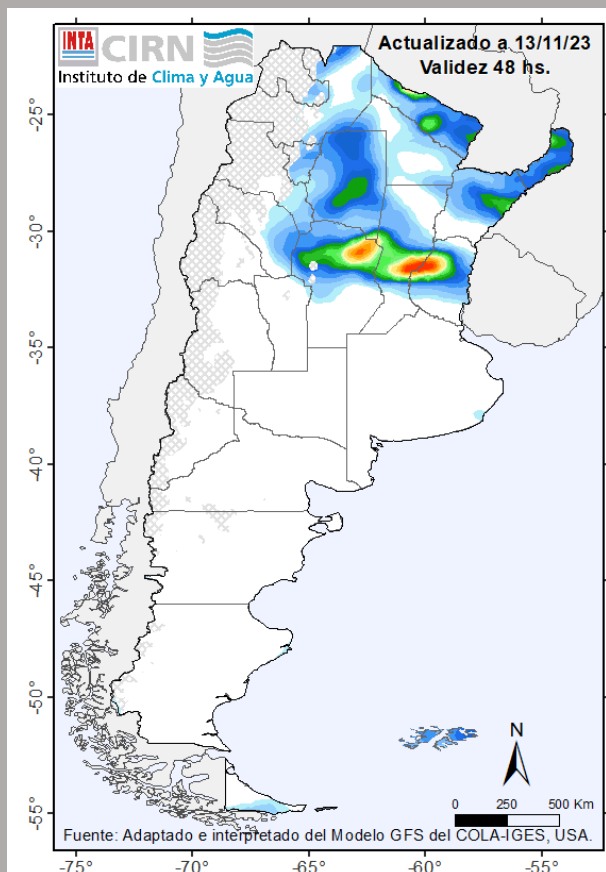 INTA CIRN
Instituto de Clima y Agua
Actualizado a 13/11/23
Validez 48 hs.
-25°
-30°
-35°
-40°
-45°
-50°
-55°
N
0 250 500 Km
Fuente: Adaptado e interpretado del Modelo GFS del COLA-IGES, USA.
-75° -70° -65° -60° -55°